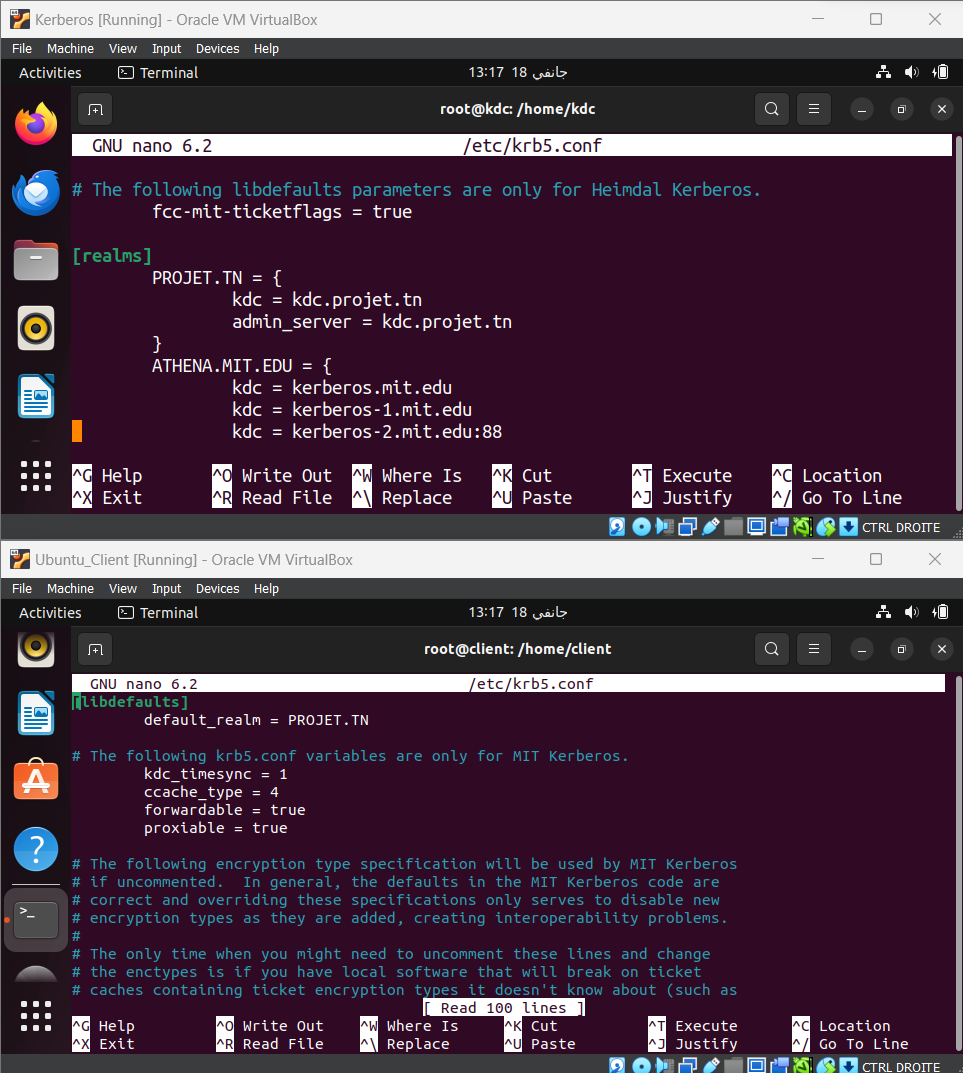 Kerberos [Running] - Oracle VM VirtualBox
File Machine View Input Devices Help
Activities Terminal 13:17 18 جانفي
root@kdc: /home/kdc
GNU nano 6.2 /etc/krb5.conf
# The following libdefaults parameters are only for Heimdal Kerberos.
fcc-mit-ticketflags = true
[realms]
PROJET.TN = {
kdc = kdc.projet.tn
admin_server = kdc.projet.tn
}
ATHENA.MIT.EDU = {
kdc = kerberos.mit.edu
kdc = kerberos-1.mit.edu
kdc = kerberos-2.mit.edu:88
^G Help ^O Write Out ^W Where Is ^K Cut ^T Execute ^C Location
^X Exit ^R Read File ^\ Replace ^U Paste ^J Justify ^/ Go To Line
CTRL DROITE
Ubuntu_Client [Running] - Oracle VM VirtualBox
File Machine View Input Devices Help
Activities Terminal 13:17 18 جانفي
root@client: /home/client
GNU nano 6.2 /etc/krb5.conf
[libdefaults]
default_realm = PROJET.TN
# The following krb5.conf variables are only for MIT Kerberos.
kdc_timesync = 1
ccache_type = 4
forwardable = true
proxiable = true
# The following encryption type specification will be used by MIT Kerberos
# if uncommented.  In general, the defaults in the MIT Kerberos code are
# correct and overriding these specifications only serves to disable new
# encryption types as they are added, creating interoperability problems.
#
# The only time when you might need to uncomment these lines and change
# the enctypes is if you have local software that will break on ticket
# caches containing ticket encryption types it doesn't know about (such as
[ Read 100 lines ]
^G Help ^O Write Out ^W Where Is ^K Cut ^T Execute ^C Location
^X Exit ^R Read File ^\ Replace ^U Paste ^J Justify ^/ Go To Line
CTRL DROITE